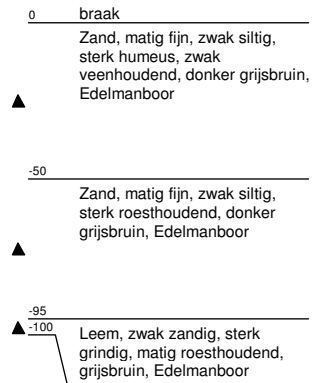 0 braak
Zand, matig fijn, zwak siltig,
sterk humeus, zwak
veenhoudend, donker grijsbruin,
Edelmanboor
-50
Zand, matig fijn, zwak siltig,
sterk roesthoudend, donker
grijsbruin, Edelmanboor
-95
-100
Leem, zwak zandig, sterk
grindig, matig roesthoudend,
grijsbruin, Edelmanboor